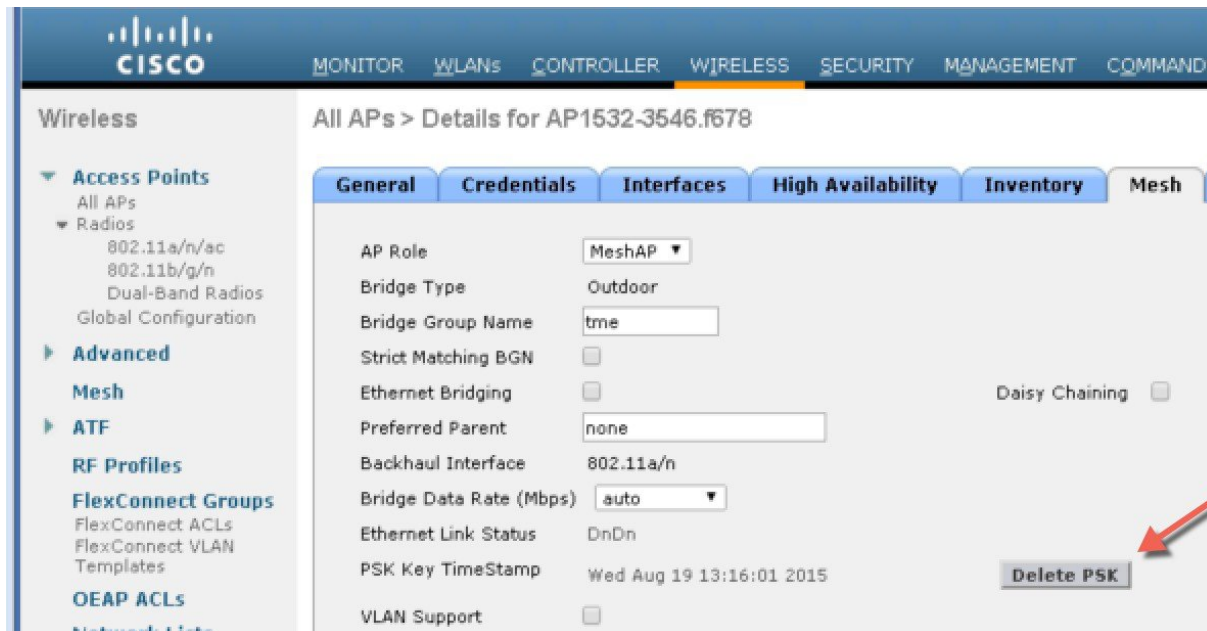 CISCO
MONITOR WLANs CONTROLLER WIRELESS SECURITY MANAGEMENT COMMAND
Wireless
Access Points
All APs
Radios
802.11a/n/ac
802.11b/g/n
Dual-Band Radios
Global Configuration
Advanced
Mesh
ATF
RF Profiles
FlexConnect Groups
FlexConnect ACLs
FlexConnect VLAN
Templates
OEAP ACLs
Network Lists
All APs > Details for AP1532-3546.f678
General Credentials Interfaces High Availability Inventory Mesh
AP Role MeshAP
Bridge Type Outdoor
Bridge Group Name tme
Strict Matching BGN
Ethernet Bridging Daisy Chaining
Preferred Parent none
Backhaul Interface 802.11a/n
Bridge Data Rate (Mbps) auto
Ethernet Link Status DnDn
PSK Key TimeStamp Wed Aug 19 13:16:01 2015 Delete PSK
VLAN Support